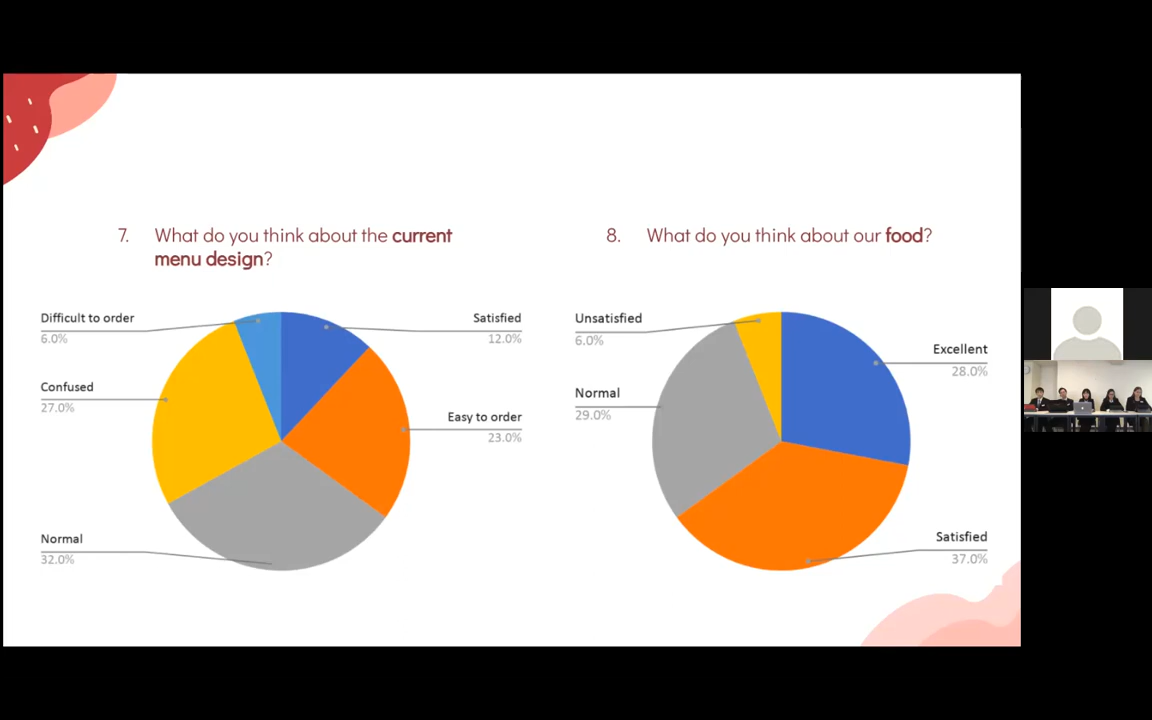 7. What do you think about the current
menu design?
Difficult to order
6.0%
Satisfied
12.0%
Confused
27.0%
Easy to order
23.0%
Normal
32.0%
8. What do you think about our food?
Unsatisfied
6.0%
Excellent
28.0%
Normal
29.0%
Satisfied
37.0%